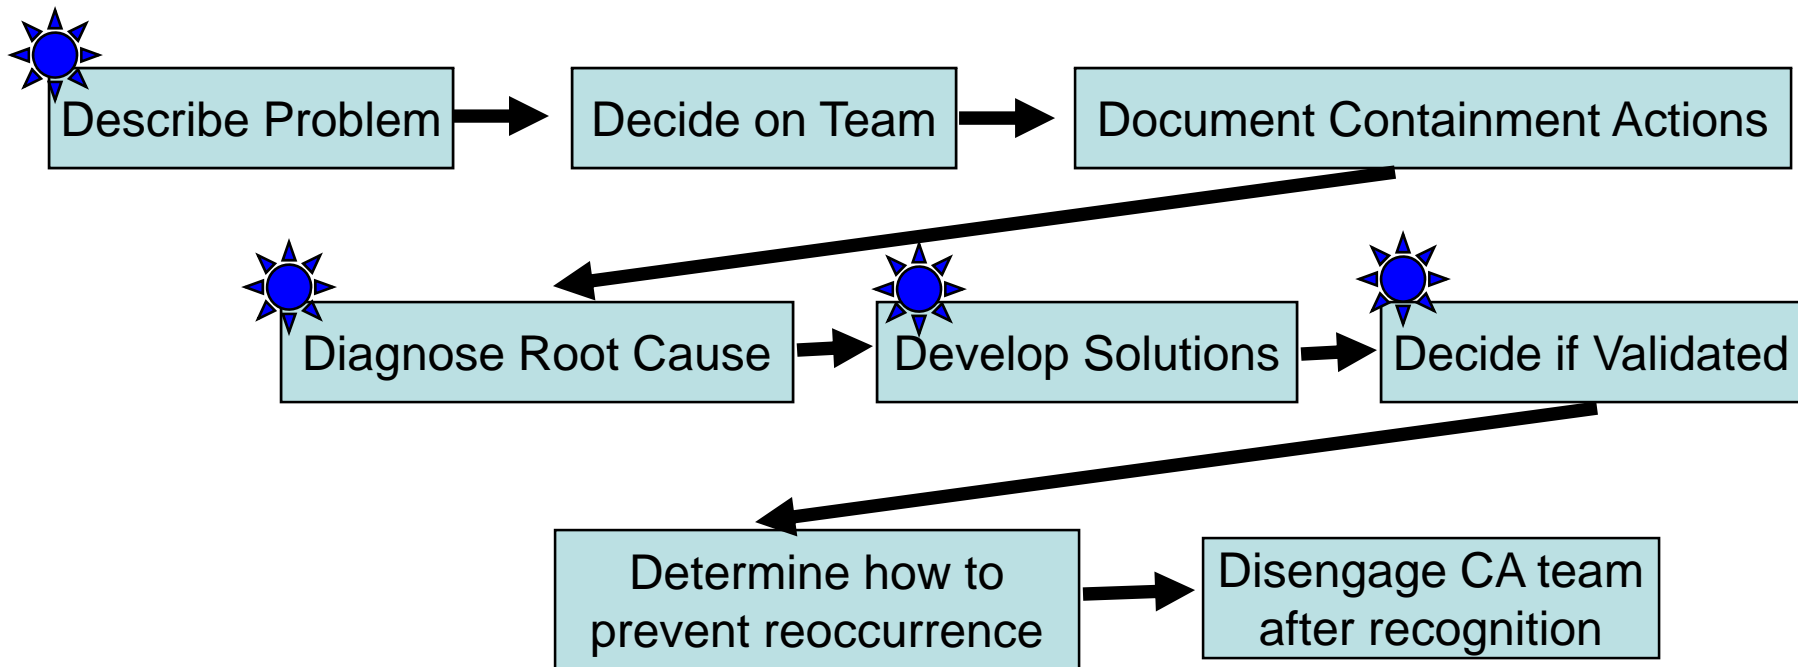 Describe Problem
Decide on Team
Document Containment Actions
Diagnose Root Cause
Develop Solutions
Decide if Validated
Determine how to
prevent reoccurrence
Disengage CA team
after recognition